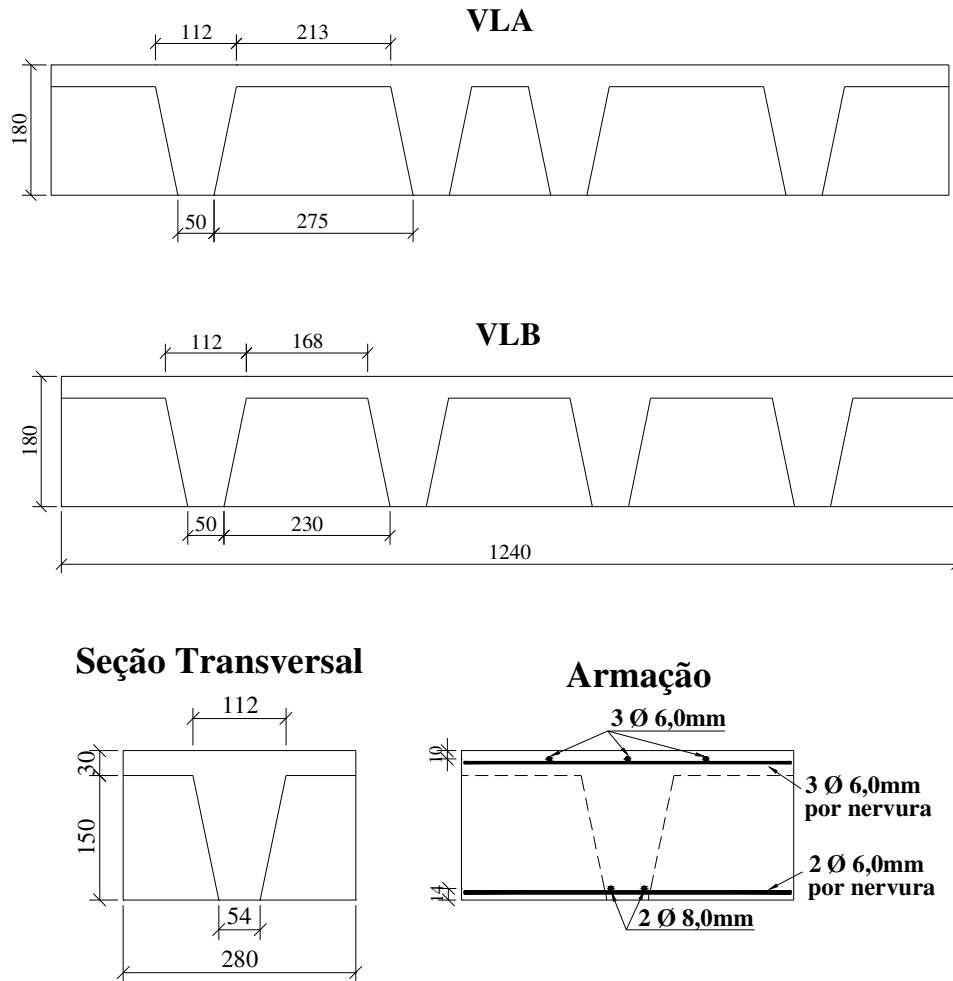 VLA
112
213
180
50
275
VLB
112
168
180
50
230
1240
Seção Transversal
112
30
150
54
280
Armação
3 Ø 6,0mm
10
3 Ø 6,0mm
por nervura
2 Ø 6,0mm
por nervura
14
2 Ø 8,0mm